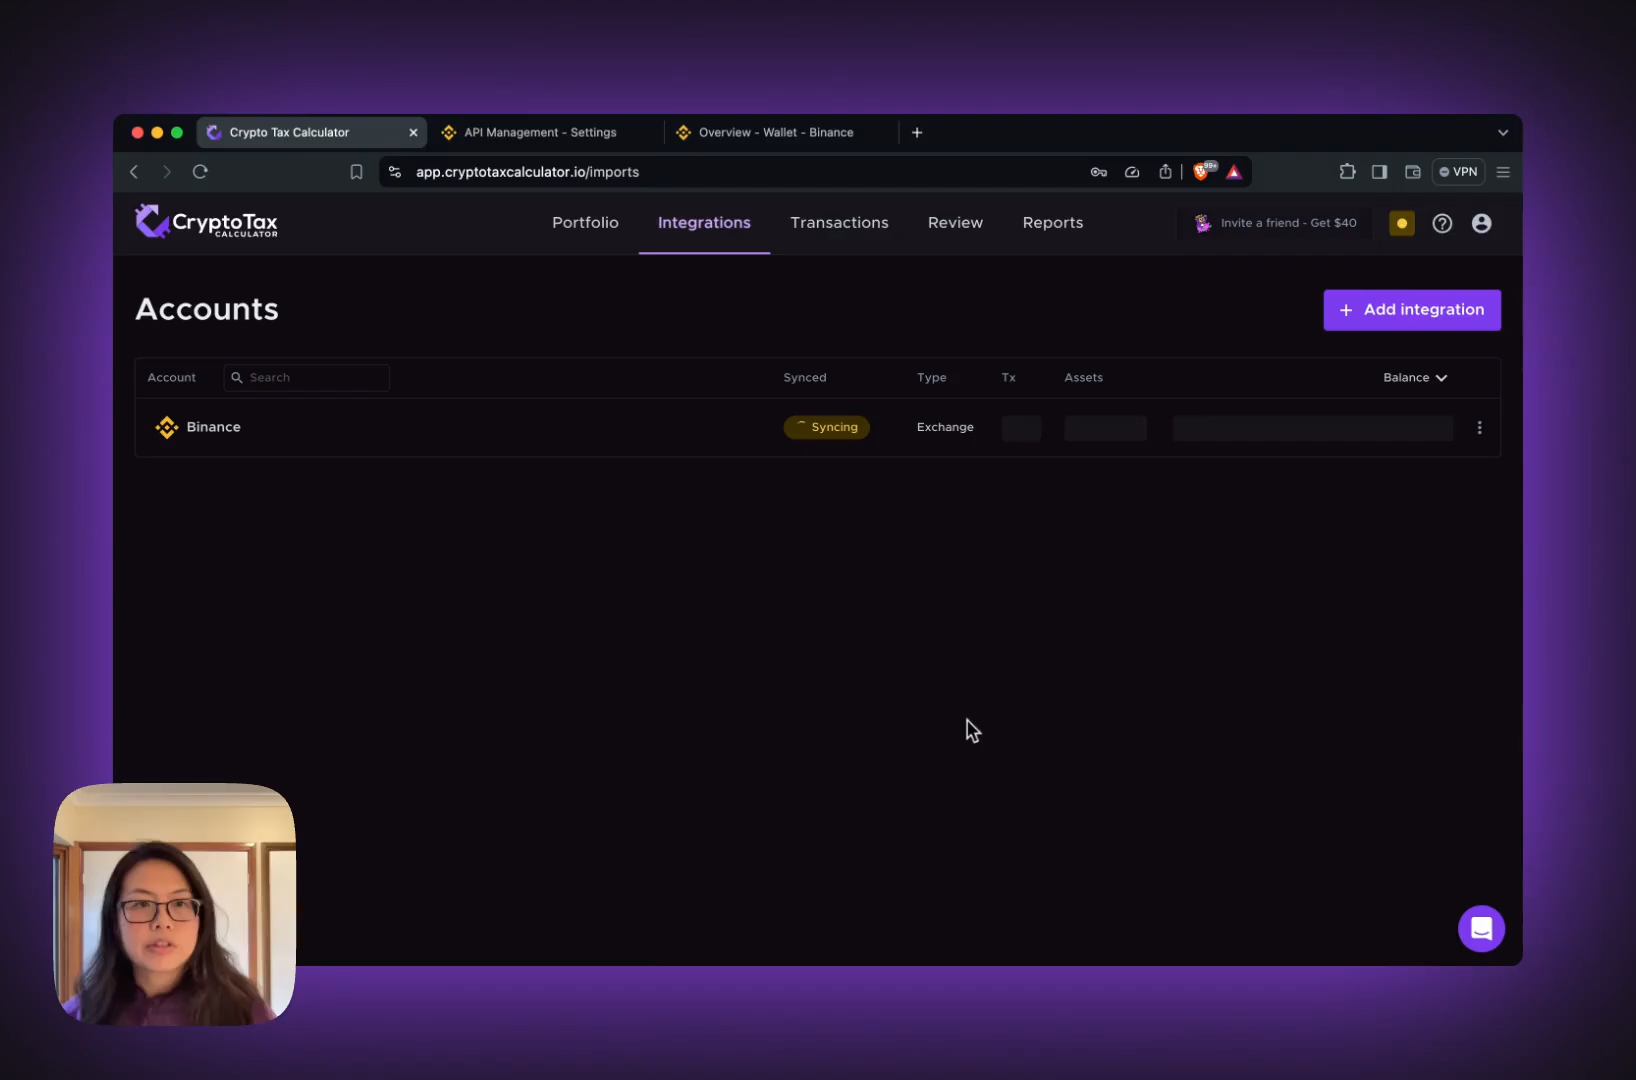 Crypto Tax Calculator
API Management - Settings
Overview - Wallet - Binance
app.cryptotaxcalculator.io/imports
99+
VPN
CryptoTax
CALCULATOR
Portfolio
Integrations
Transactions
Review
Reports
Invite a friend - Get $40
Accounts
+ Add integration
Account
Search
Synced
Type
Tx
Assets
Balance
Binance
Syncing
Exchange